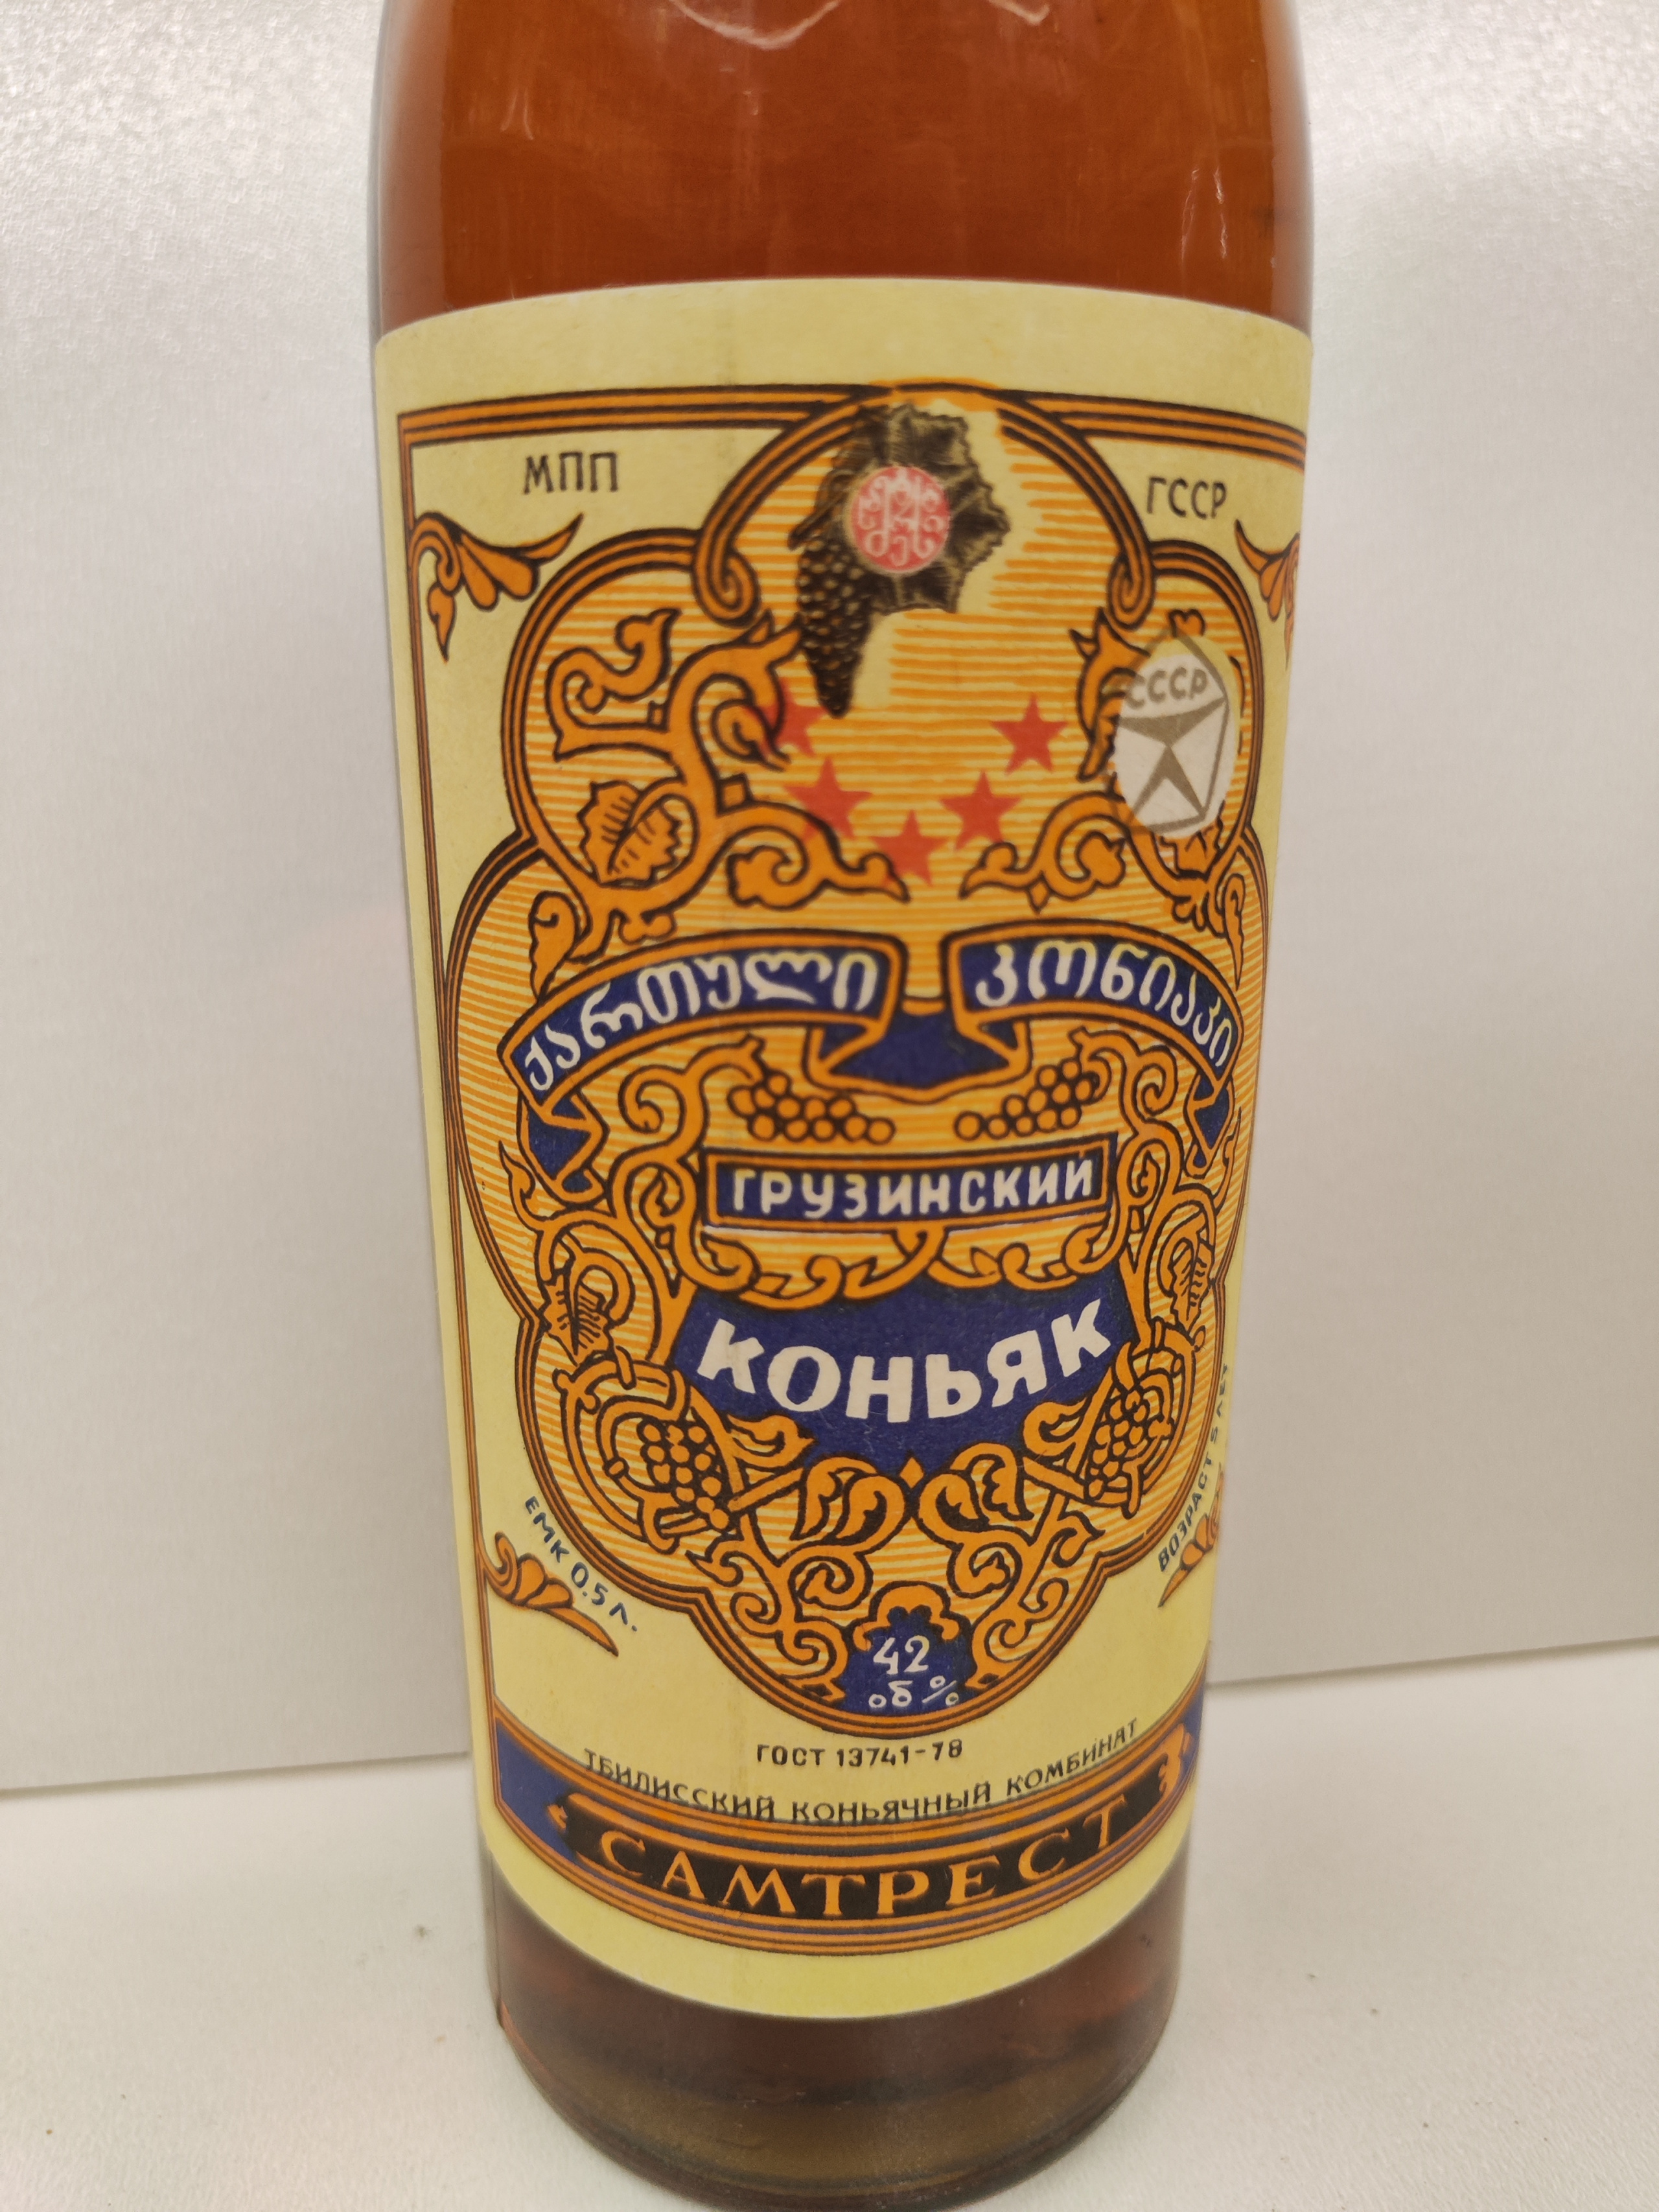 МПП
ГССР
СССР
ქართული კონიაკი
ГРУЗИНСКИЙ
КОНЬЯК
ЕМК 0,5 Л.
ВОЗРАСТ 5 ЛЕТ
42
об %
ГОСТ 13741-78
ТБИЛИССКИЙ КОНЬЯЧНЫЙ КОМБИНАТ
САМТРЕСТ